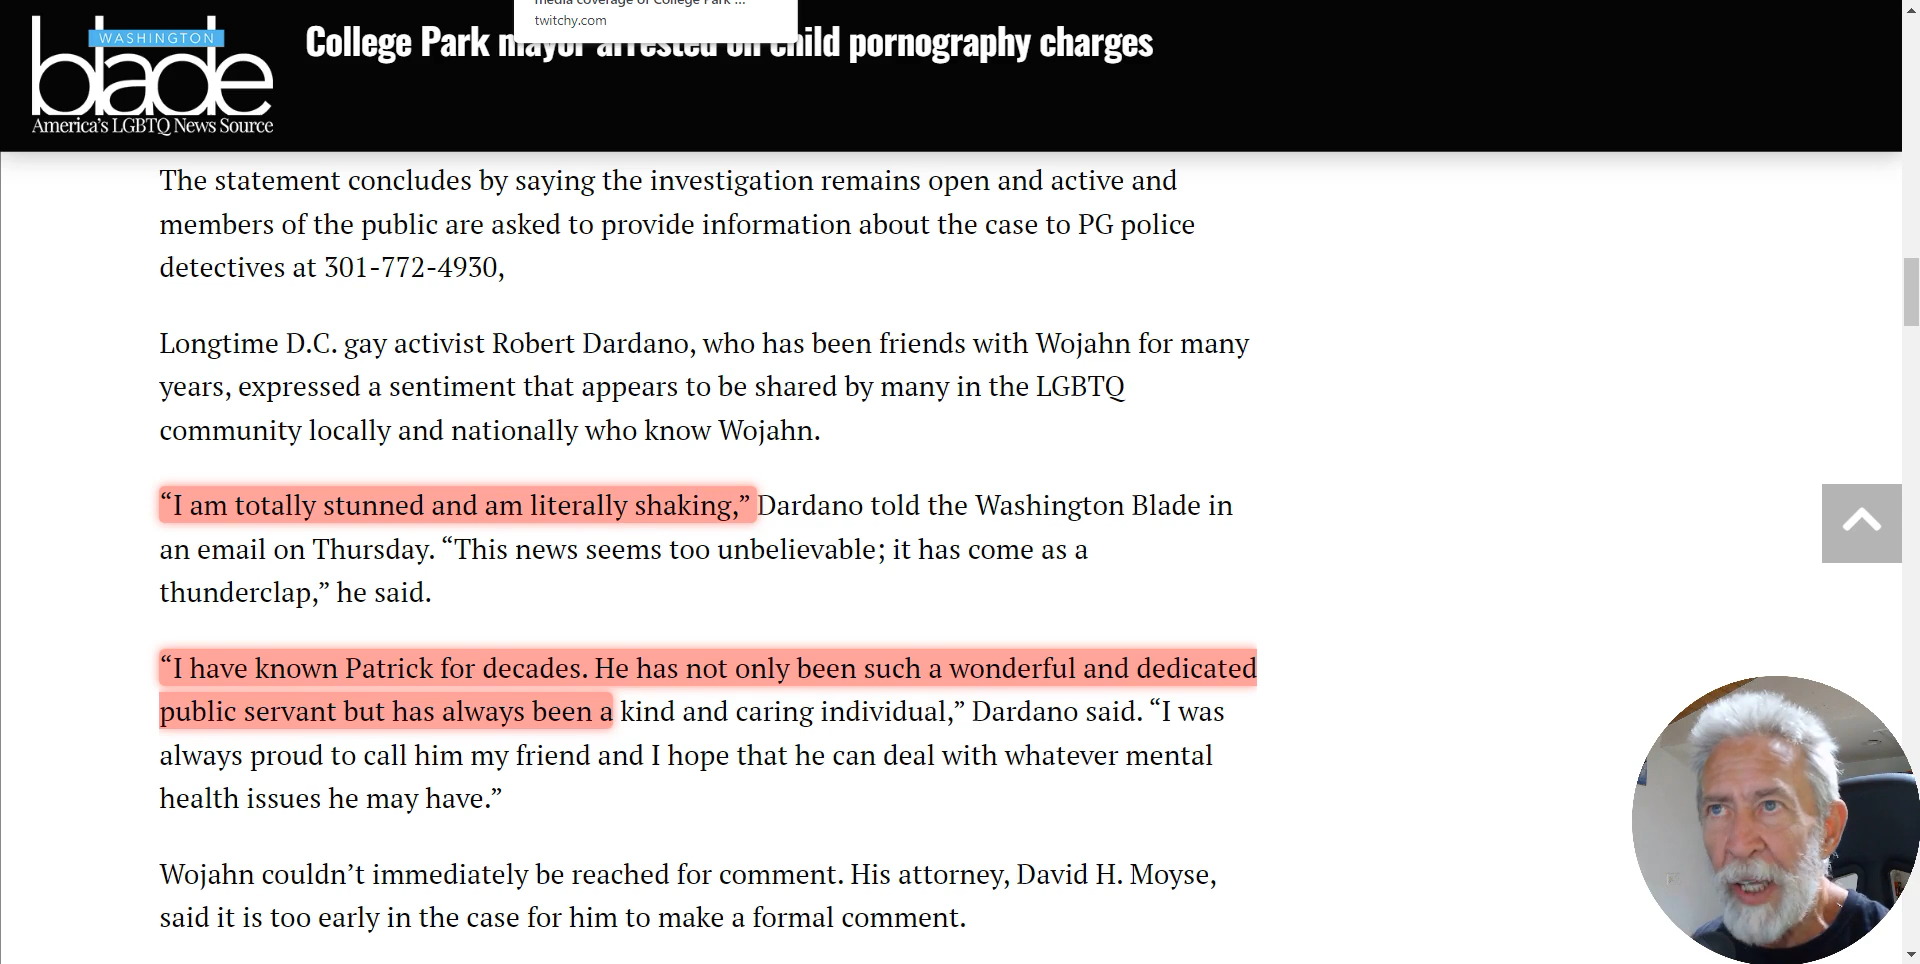 media coverage of College Park ...
twitchy.com
WASHINGTON
blade
America's LGBTQ News Source
College Park mayor arrested on child pornography charges
The statement concludes by saying the investigation remains open and active and
members of the public are asked to provide information about the case to PG police
detectives at 301-772-4930,
Longtime D.C. gay activist Robert Dardano, who has been friends with Wojahn for many
years, expressed a sentiment that appears to be shared by many in the LGBTQ
community locally and nationally who know Wojahn.
“I am totally stunned and am literally shaking,” Dardano told the Washington Blade in
an email on Thursday. “This news seems too unbelievable; it has come as a
thunderclap,” he said.
“I have known Patrick for decades. He has not only been such a wonderful and dedicated
public servant but has always been a kind and caring individual,” Dardano said. “I was
always proud to call him my friend and I hope that he can deal with whatever mental
health issues he may have.”
Wojahn couldn’t immediately be reached for comment. His attorney, David H. Moyse,
said it is too early in the case for him to make a formal comment.